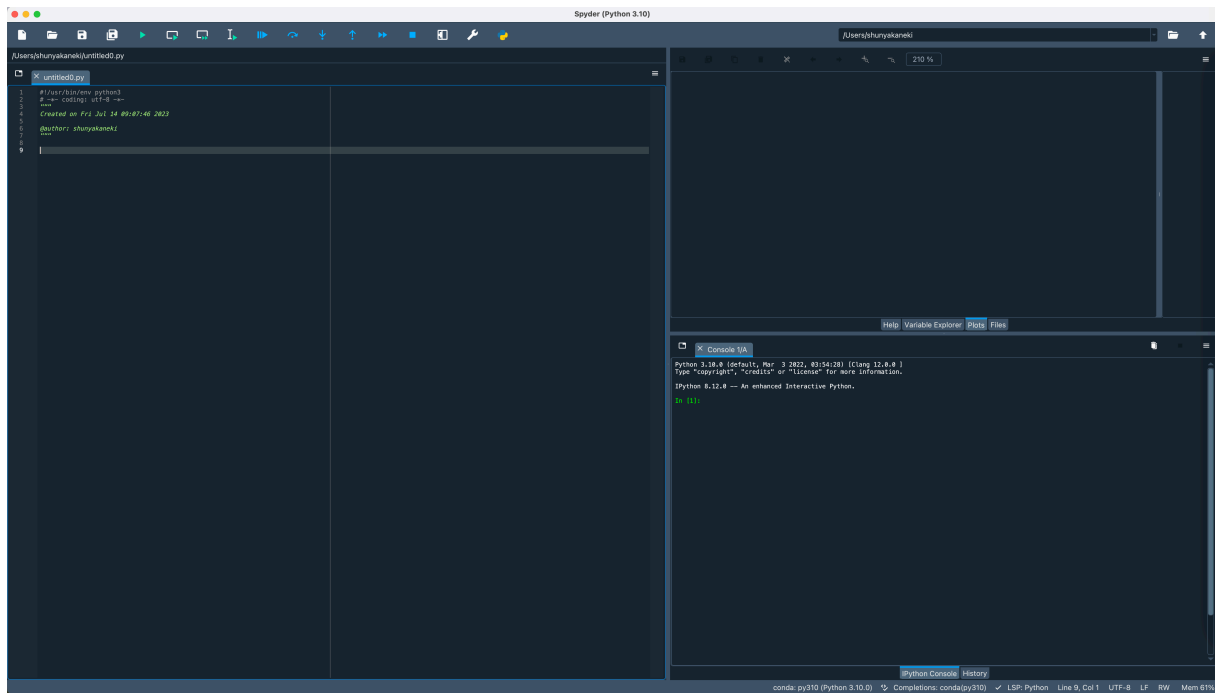 Spyder (Python 3.10)
/Users/shunyakaneki
/Users/shunyakaneki/untitled0.py
untitled0.py
1 #!/usr/bin/env python3
2 # -*- coding: utf-8 -*-
3 """
4 Created on Fri Jul 14 09:07:46 2023
5
6 @author: shunyakaneki
7 """
8
9
210 %
Help Variable Explorer Plots Files
Console 1/A
Python 3.10.0 (default, Mar  3 2022, 03:54:28) [Clang 12.0.0 ]
Type "copyright", "credits" or "license" for more information.
IPython 8.12.0 -- An enhanced Interactive Python.
In [1]:
IPython Console History
conda: py310 (Python 3.10.0) Completions: conda(py310) LSP: Python Line 9, Col 1 UTF-8 LF RW Mem 61%